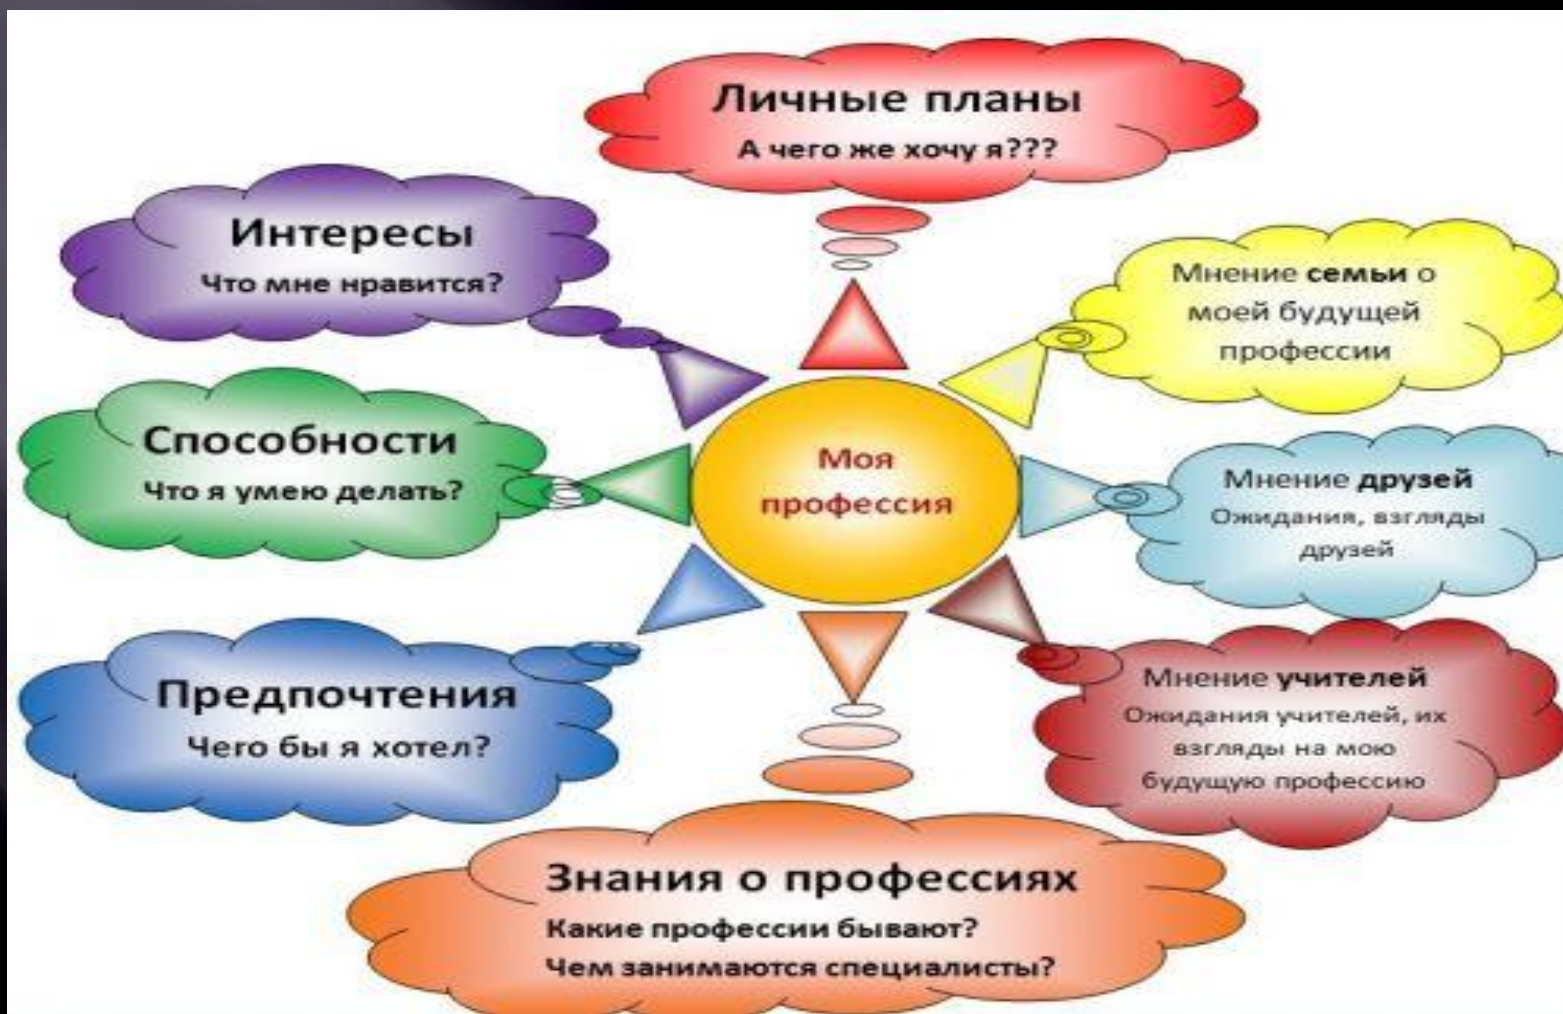 Личные планы
А чего же хочу я???
Интересы
Что мне нравится?
Мнение семьи о
моей будущей
профессии
Способности
Что я умею делать?
Моя
профессия
Мнение друзей
Ожидания, взгляды
друзей
Предпочтения
Чего бы я хотел?
Мнение учителей
Ожидания учителей, их
взгляды на мою
будущую профессию
Знания о профессиях
Какие профессии бывают?
Чем занимаются специалисты?